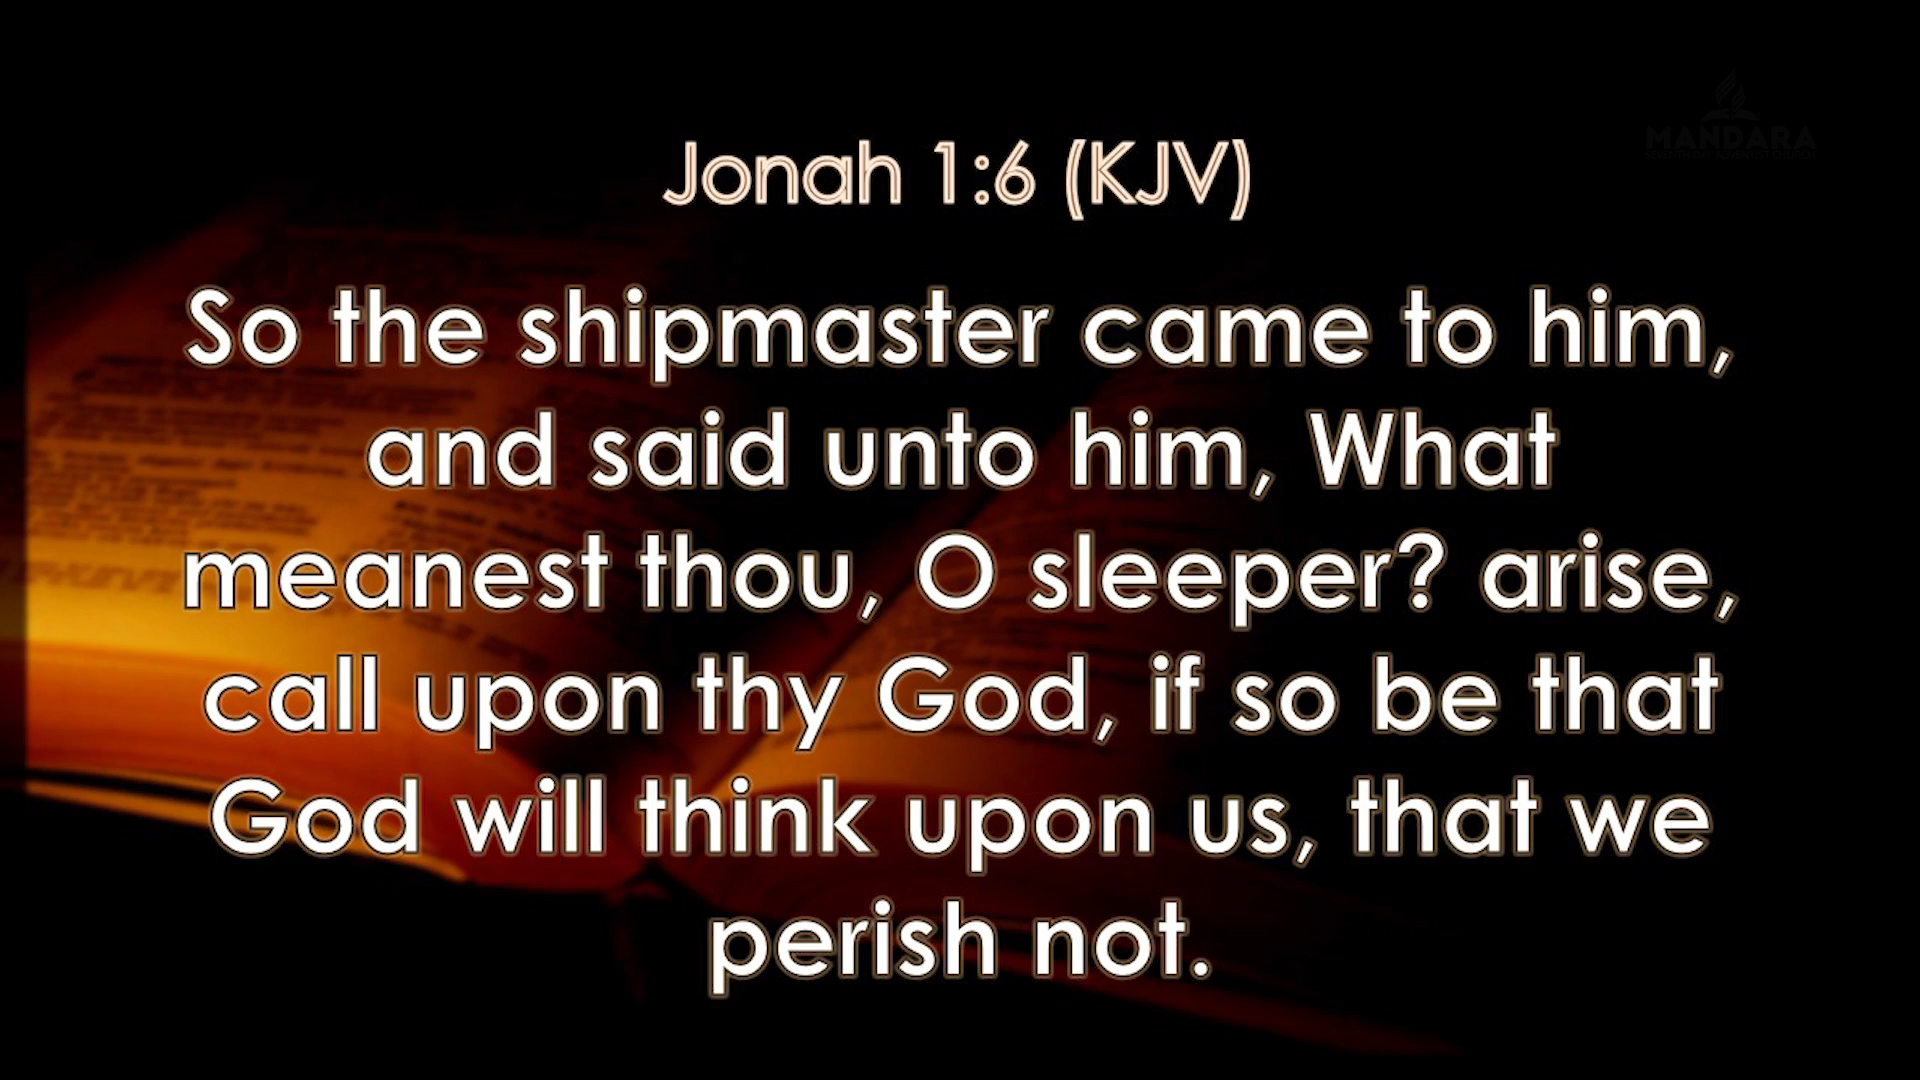 MANDARA
Jonah 1:6 (KJV)
So the shipmaster came to him,
and said unto him, What
meanest thou, O sleeper? arise,
call upon thy God, if so be that
God will think upon us, that we
perish not.